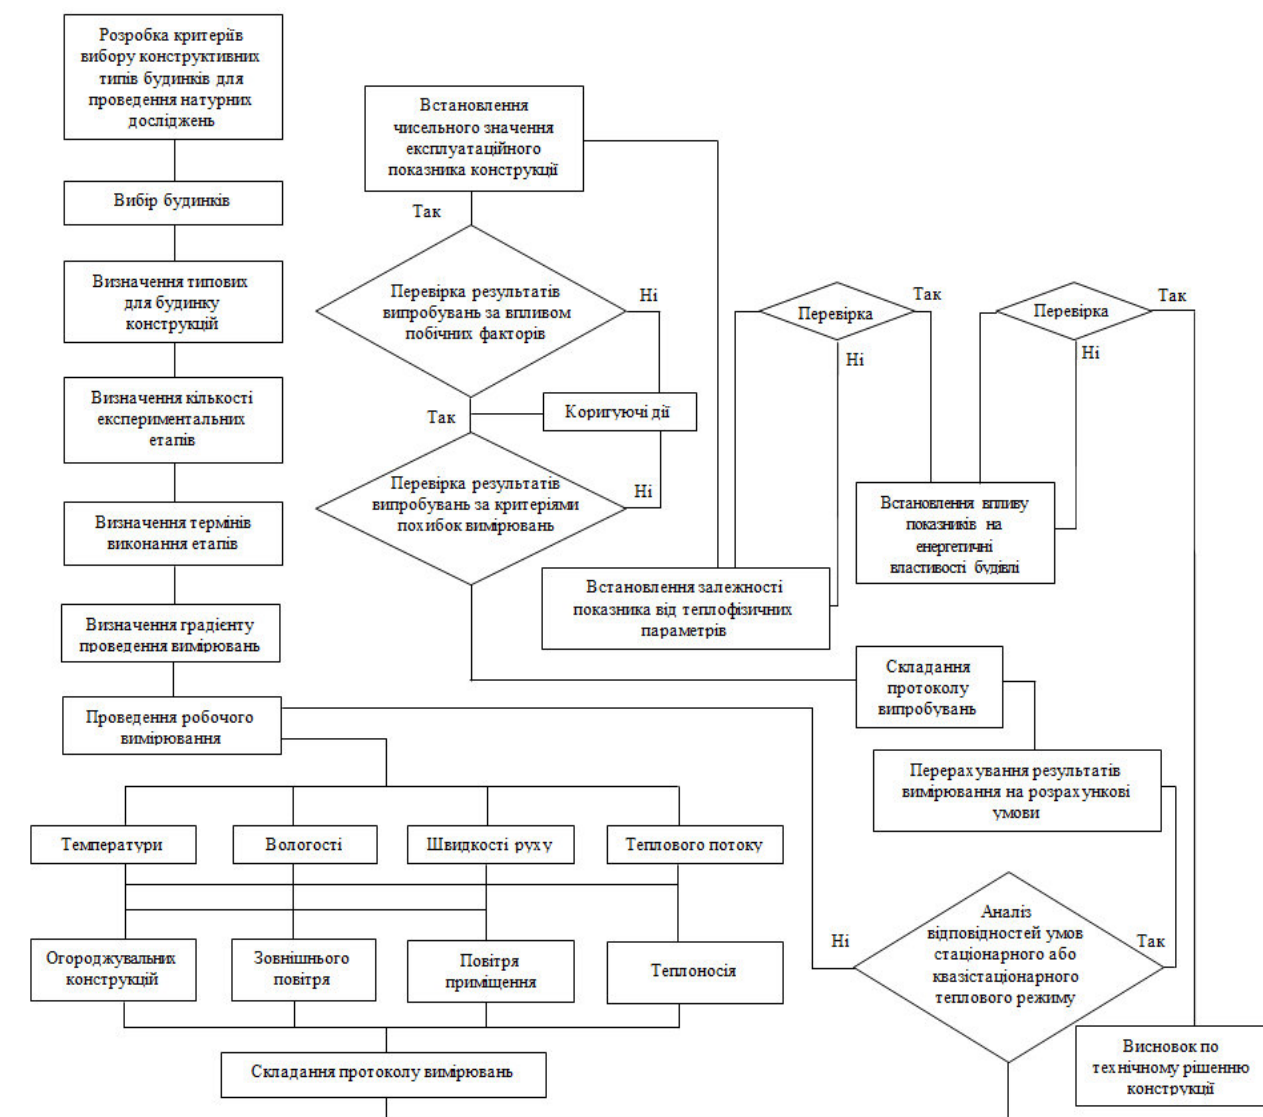 Розробка критеріїв
вибору конструктивних
типів будинків для
проведення натурних
досліджень
Вибір будинків
Визначення типових
для будинку
конструкцій
Визначення кількості
експериментальних
етапів
Визначення термінів
виконання етапів
Визначення градієнту
проведення вимірювань
Проведення робочого
вимірювання
Температури
Вологості
Швидкості руху
Теплового потоку
Огороджувальних
конструкцій
Зовнішнього
повітря
Повітря
приміщення
Теплоносія
Складання протоколу вимірювань
Встановлення
чисельного значення
експлуатаційного
показника конструкції
Так
Перевірка результатів
випробувань за впливом
побічних факторів
Ні
Коригуючі дії
Так
Перевірка результатів
випробувань за критеріями
похибок вимірювань
Ні
Встановлення залежності
показника від теплофізичних
параметрів
Перевірка
Так
Ні
Встановлення впливу
показників на
енергетичні
властивості будівлі
Перевірка
Так
Ні
Складання
протоколу
випробувань
Перерахування результатів
вимірювання на розрахункові
умови
Аналіз
відповідностей умов
стаціонарного або
квазістаціонарного
теплового режиму
Ні
Так
Висновок по
технічному рішенню
конструкції